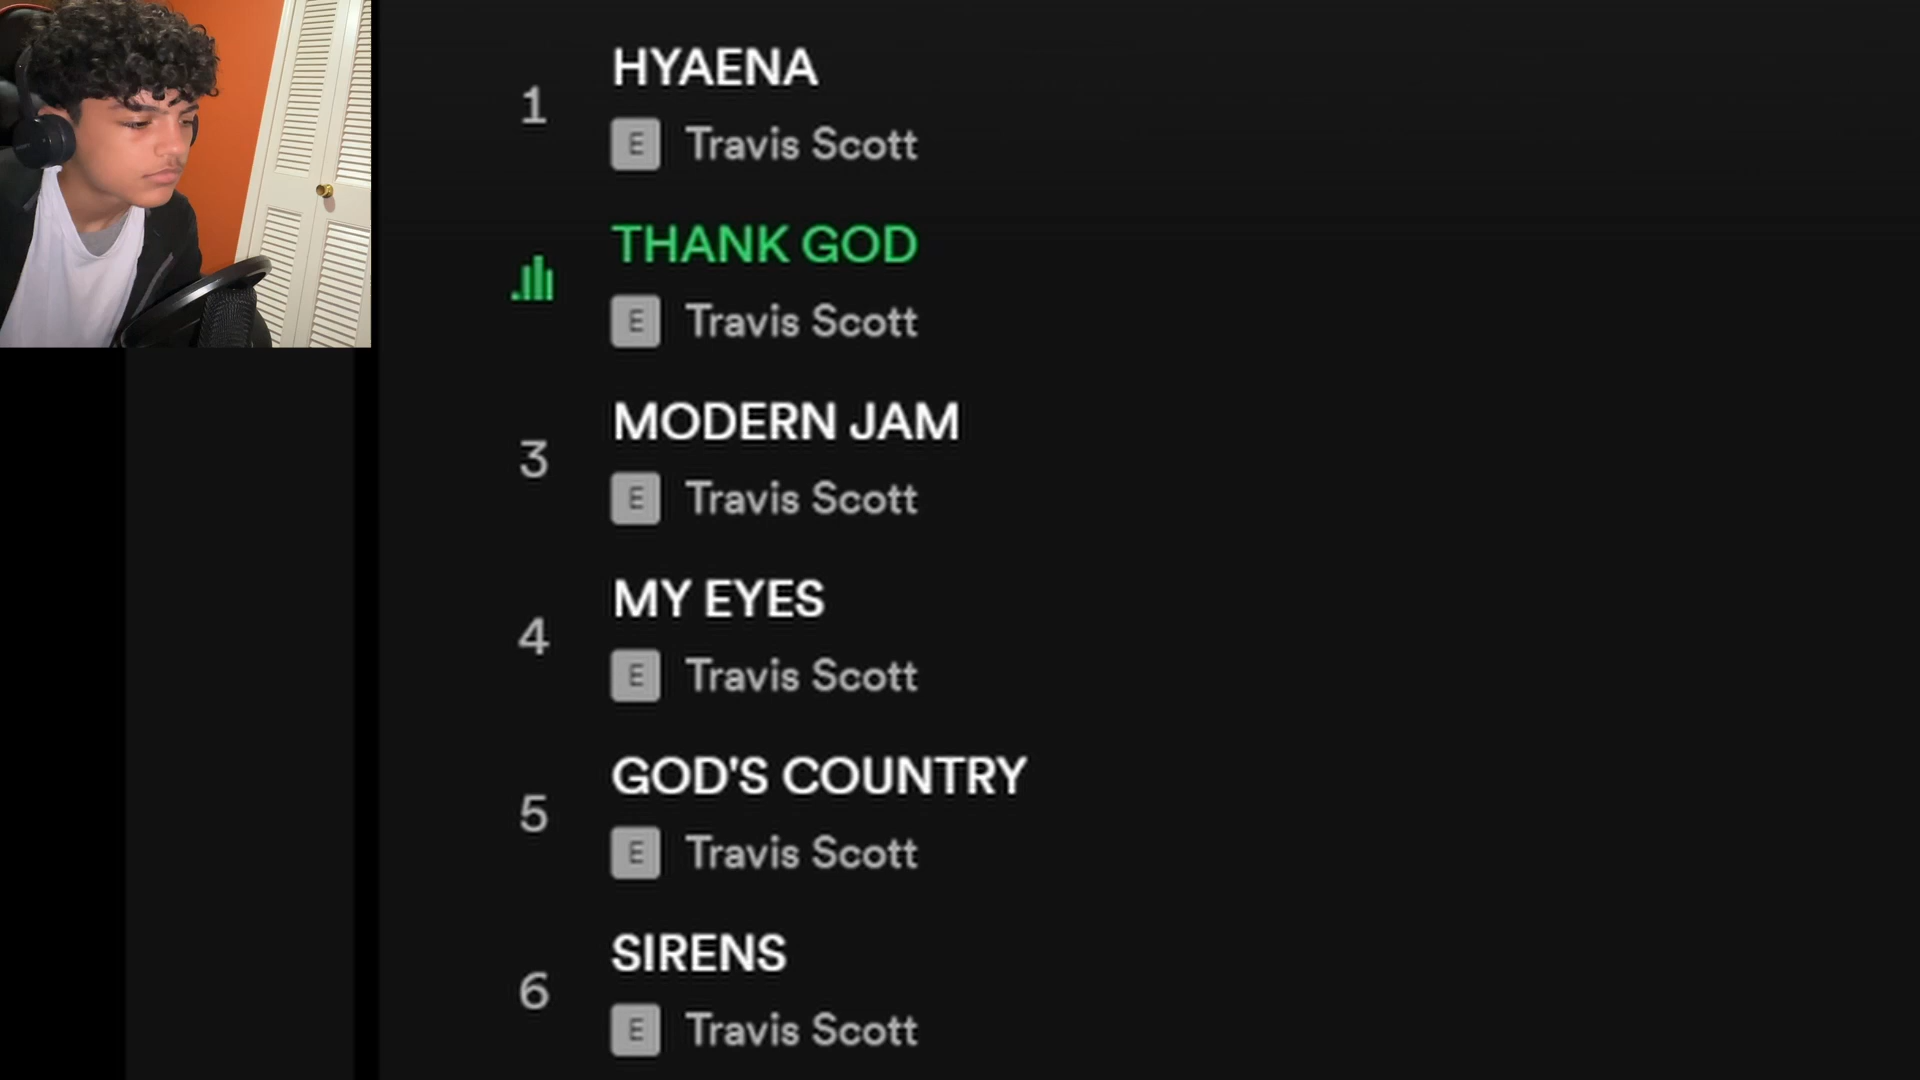 1
HYAENA
E Travis Scott
THANK GOD
E Travis Scott
3
MODERN JAM
E Travis Scott
4
MY EYES
E Travis Scott
5
GOD'S COUNTRY
E Travis Scott
6
SIRENS
E Travis Scott